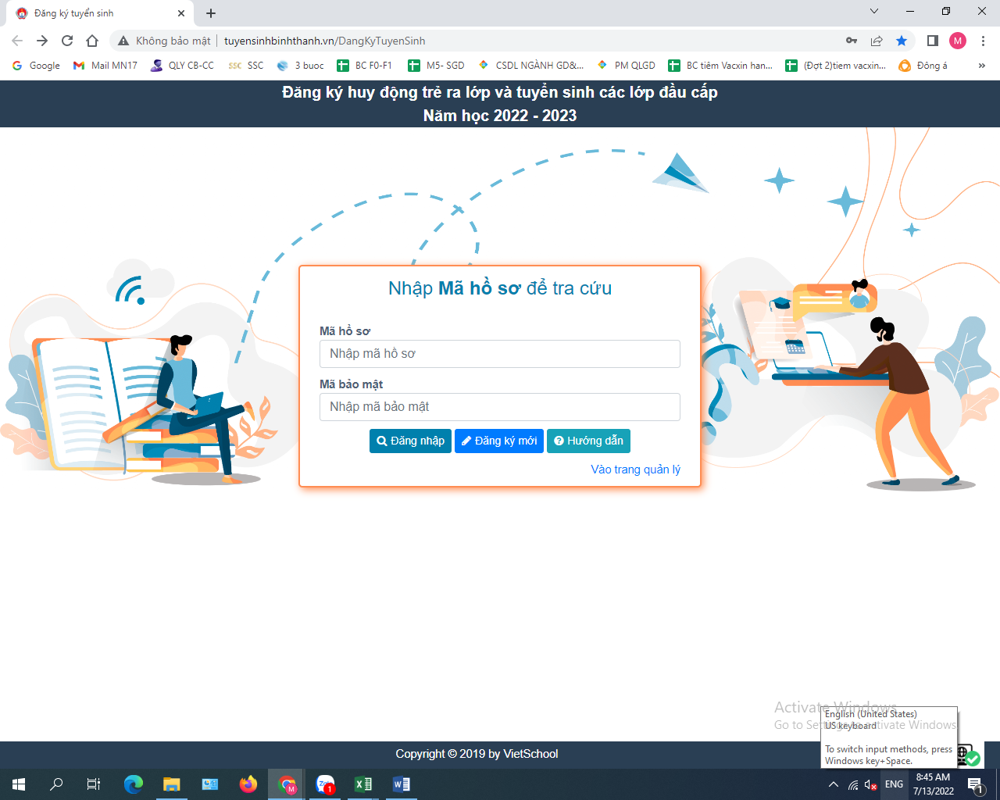 Đăng ký tuyển sinh
Không bảo mật
tuyensinhbinhthanh.vn/DangKyTuyenSinh
M
Google
Mail MN17
QLY CB-CC
SSC SSC
3 buoc
BC F0-F1
M5- SGD
CSDL NGÀNH GD&...
PM QLGD
BC tiêm Vacxin han...
(Đợt 2)tiem vacxin...
Đông á
Đăng ký huy động trẻ ra lớp và tuyển sinh các lớp đầu cấp
Năm học 2022 - 2023
Nhập Mã hồ sơ để tra cứu
Mã hồ sơ
Nhập mã hồ sơ
Mã bảo mật
Nhập mã bảo mật
Đăng nhập
Đăng ký mới
Hướng dẫn
Vào trang quản lý
Activate Windows
Go to Settings to activate Windows
English (United States)
US keyboard
To switch input methods, press
Windows key+Space.
Copyright © 2019 by VietSchool
M
Zalo
1
ENG
8:45 AM
7/13/2022
1